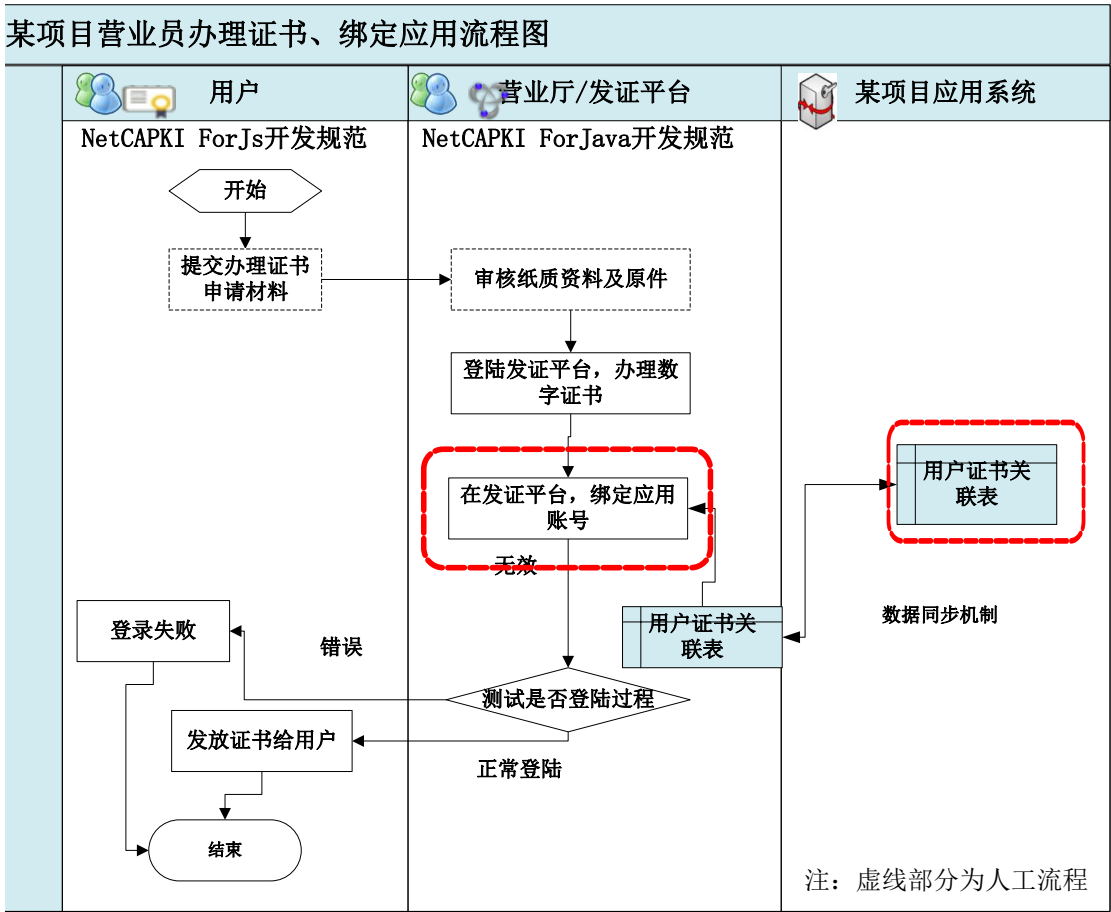 某项目营业员办理证书、绑定应用流程图
用户
营业厅/发证平台
某项目应用系统
NetCAPKI ForJs开发规范
NetCAPKI ForJava开发规范
开始
提交办理证书
申请材料
审核纸质资料及原件
登陆发证平台，办理数
字证书
在发证平台，绑定应用
账号
用户证书关
联表
无效
用户证书关
联表
数据同步机制
登录失败
错误
测试是否登陆过程
发放证书给用户
正常登陆
结束
注：虚线部分为人工流程